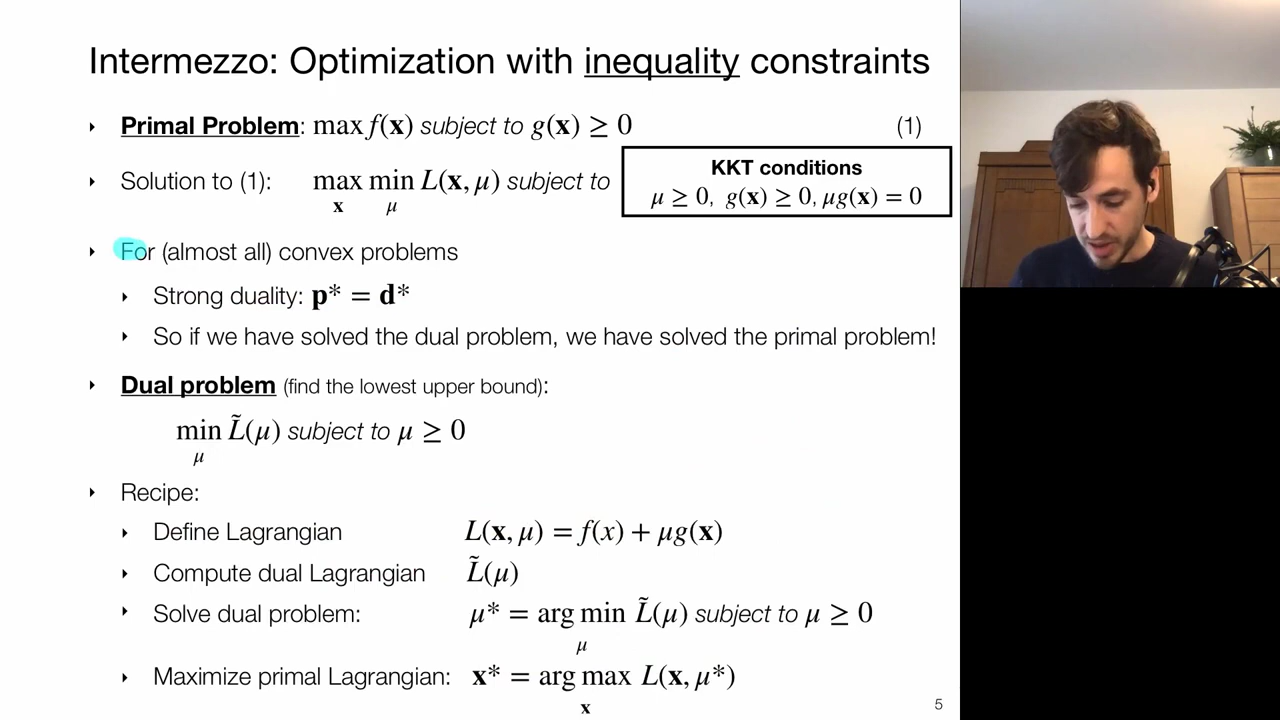 Intermezzo: Optimization with inequality constraints
‣ Primal Problem: max f(x) subject to g(x) ≥ 0 (1)
‣ Solution to (1): max min L(x, μ) subject to
x μ
KKT conditions
μ ≥ 0, g(x) ≥ 0, μg(x) = 0
‣ For (almost all) convex problems
‣ Strong duality: p* = d*
‣ So if we have solved the dual problem, we have solved the primal problem!
‣ Dual problem (find the lowest upper bound):
min L̃(μ) subject to μ ≥ 0
μ
‣ Recipe:
‣ Define Lagrangian L(x, μ) = f(x) + μg(x)
‣ Compute dual Lagrangian L̃(μ)
‣ Solve dual problem: μ* = arg min L̃(μ) subject to μ ≥ 0
μ
‣ Maximize primal Lagrangian: x* = arg max L(x, μ*)
x
5